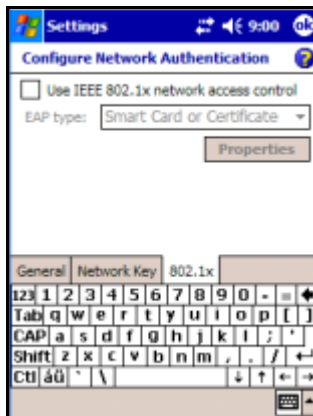 Settings 9:00 ok
Configure Network Authentication ?
Use IEEE 802.1x network access control
EAP type: Smart Card or Certificate
Properties
General Network Key 802.1x
123 1 2 3 4 5 6 7 8 9 0 - =
Tab q w e r t y u i o p [ ]
CAP a s d f g h j k l ; '
Shift z x c v b n m , . /
Ctl áü ` \